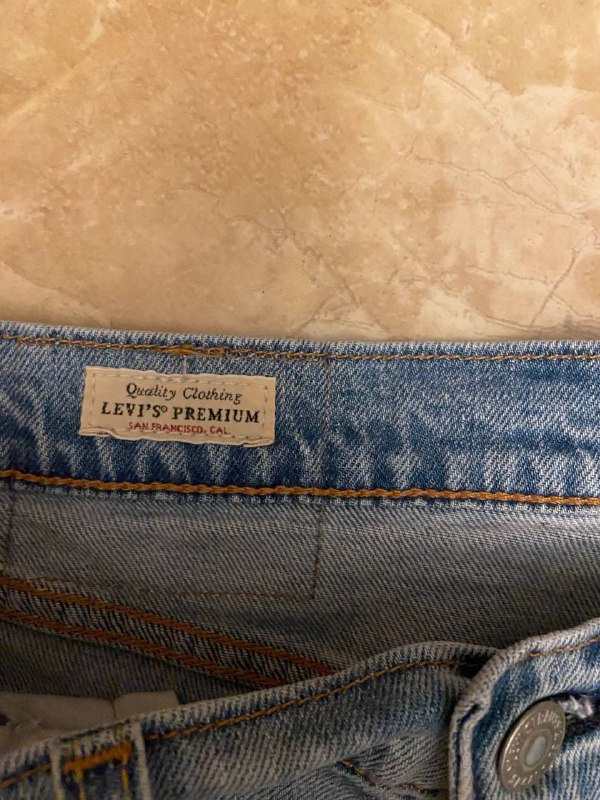 Quality Clothing
LEVI'S® PREMIUM
SAN FRANCISCO, CAL.